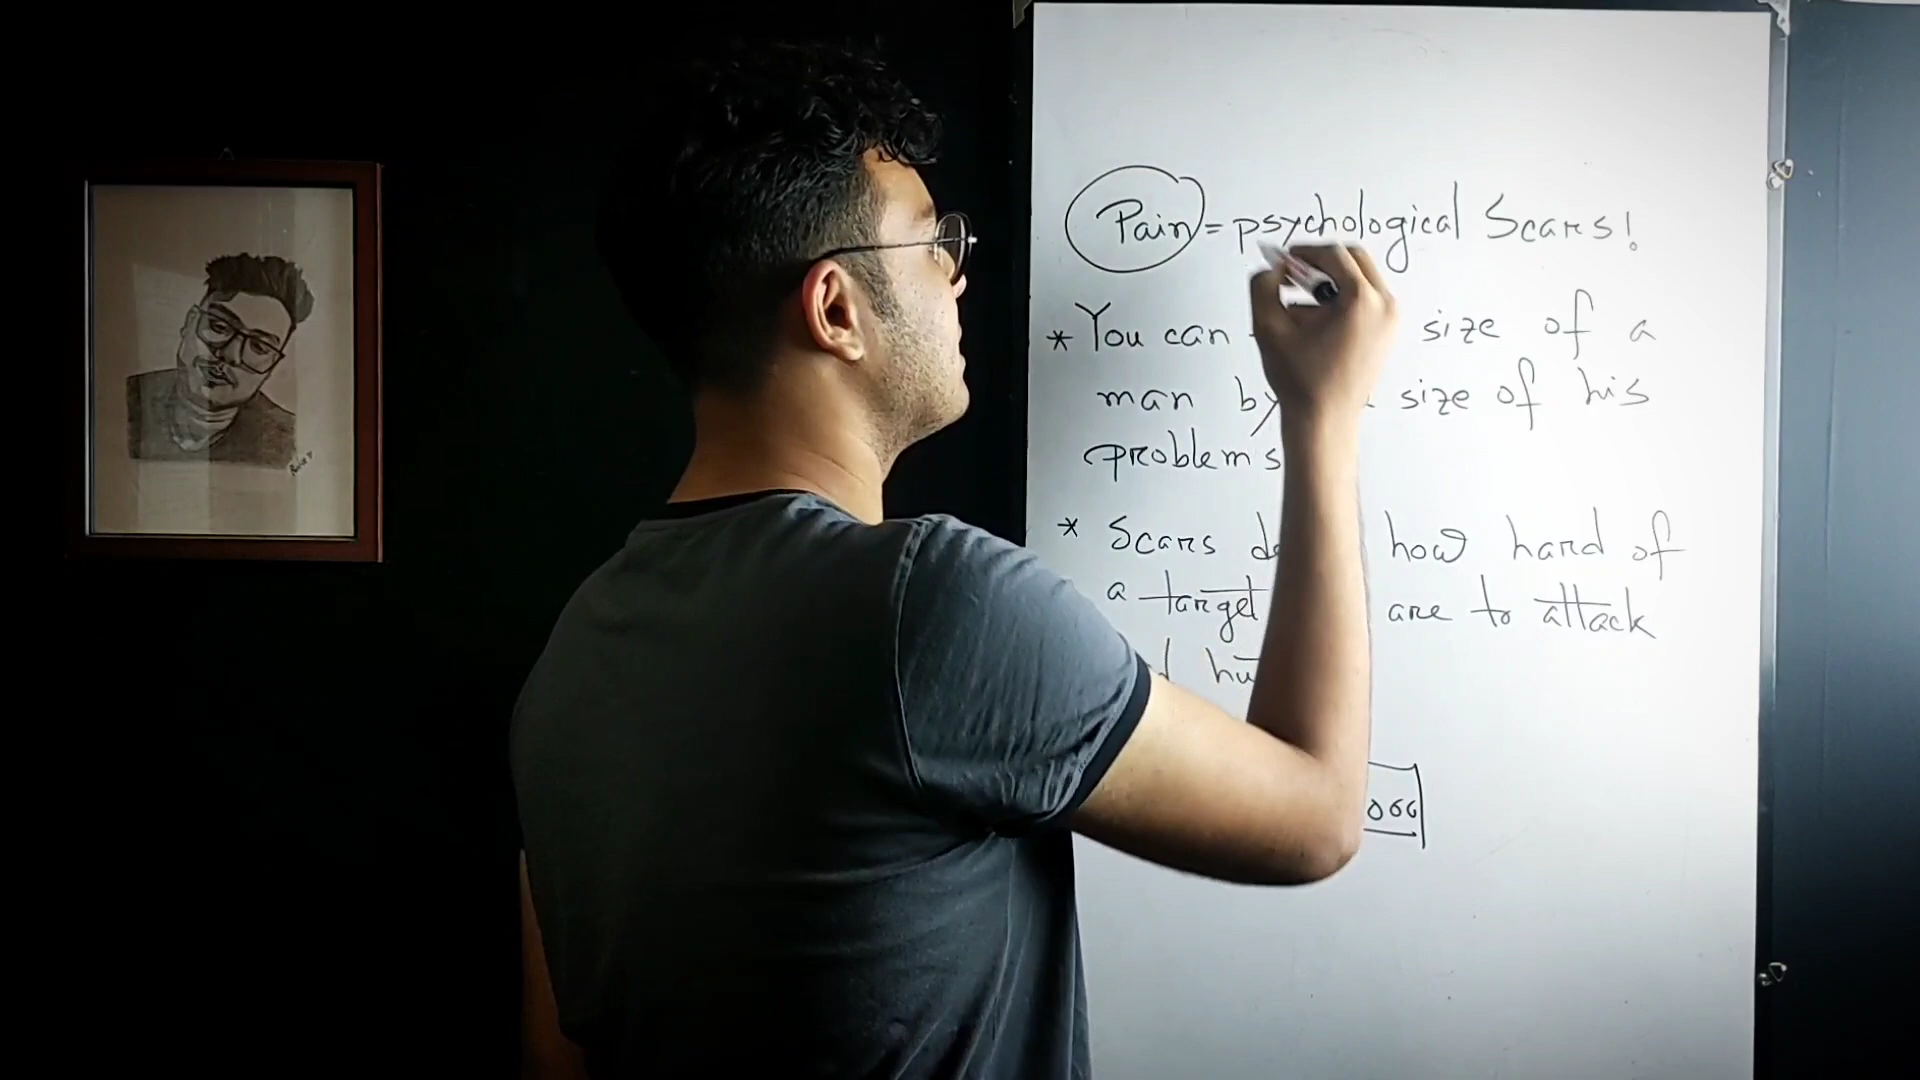 Pain = psychological Scars!
* You can size of a
man by size of his
problems
* Scars how hard of
a target are to attack